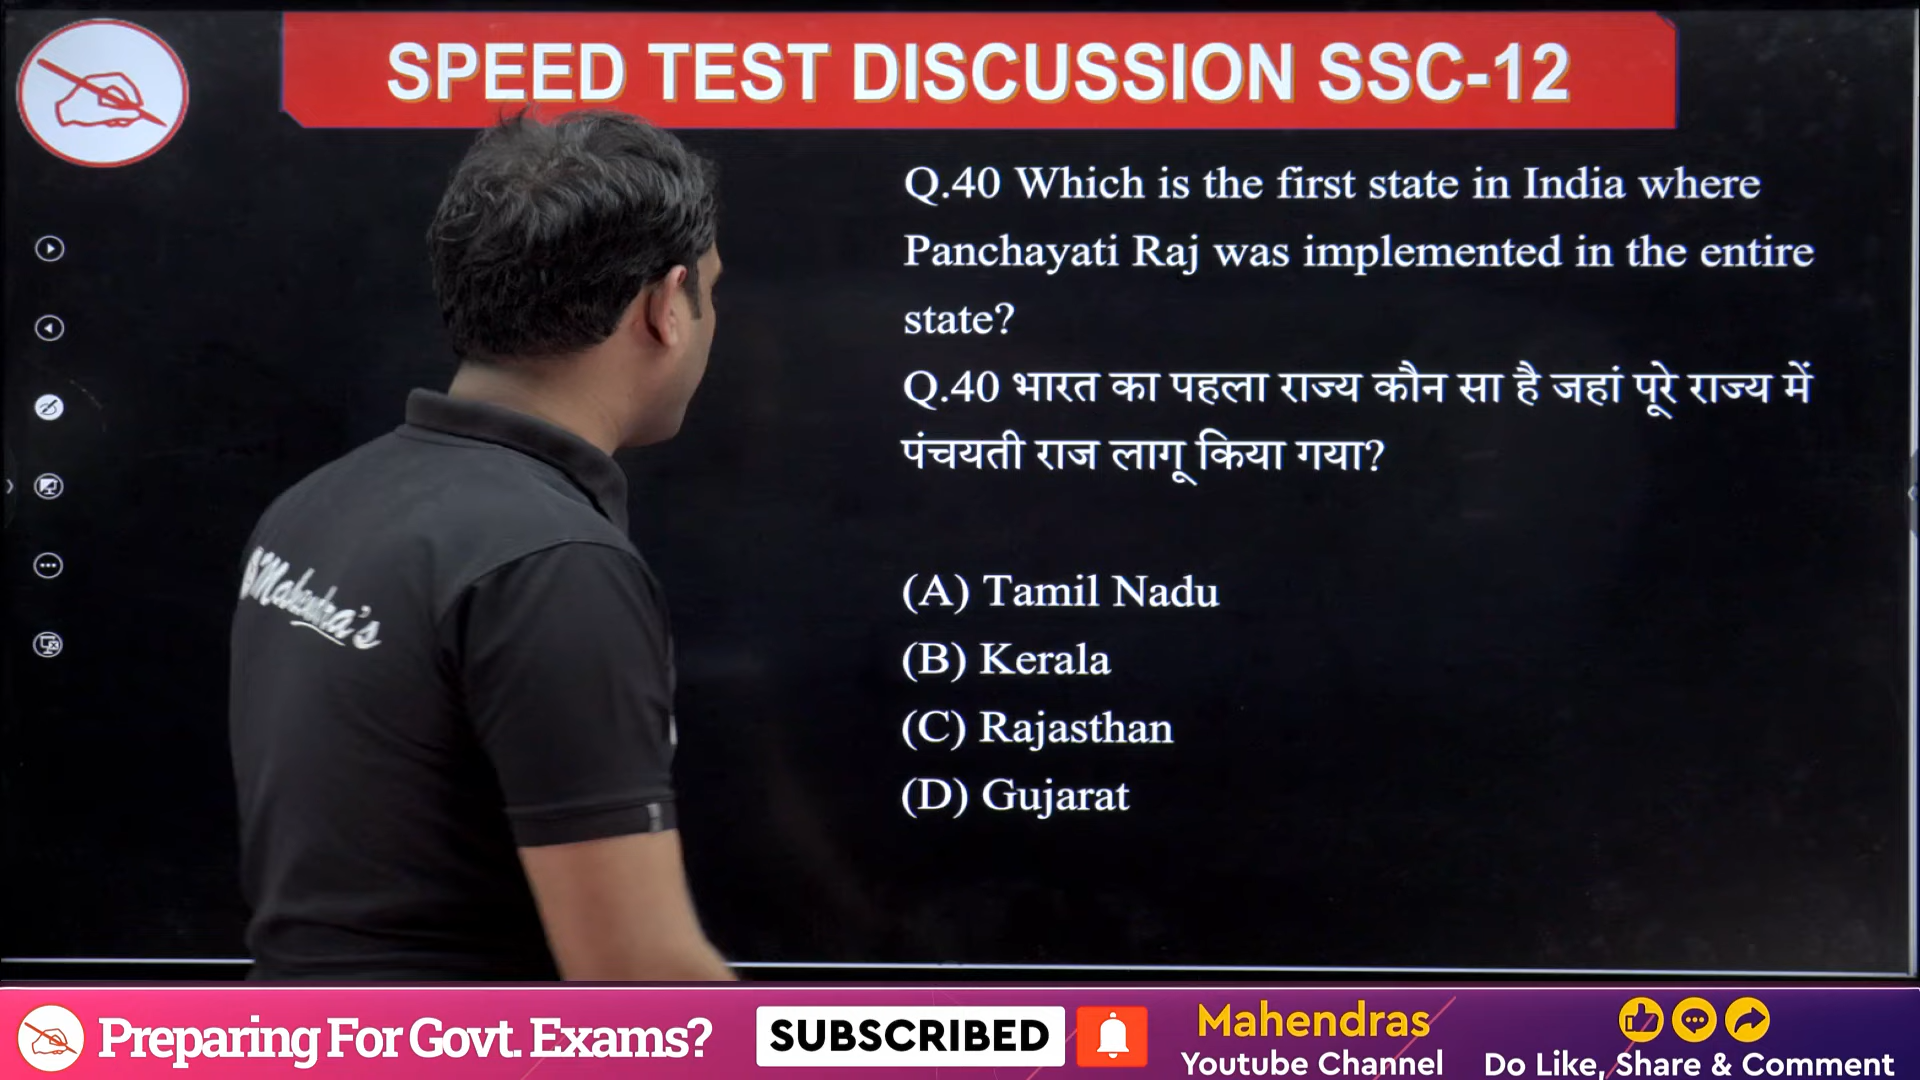 SPEED TEST DISCUSSION SSC-12
Q.40 Which is the first state in India where
Panchayati Raj was implemented in the entire
state?
Q.40 भारत का पहला राज्य कौन सा है जहां पूरे राज्य में
पंचयती राज लागू किया गया?
(A) Tamil Nadu
(B) Kerala
(C) Rajasthan
(D) Gujarat
Mahendra's
Preparing For Govt. Exams?
SUBSCRIBED
Mahendras
Youtube Channel
Do Like, Share & Comment